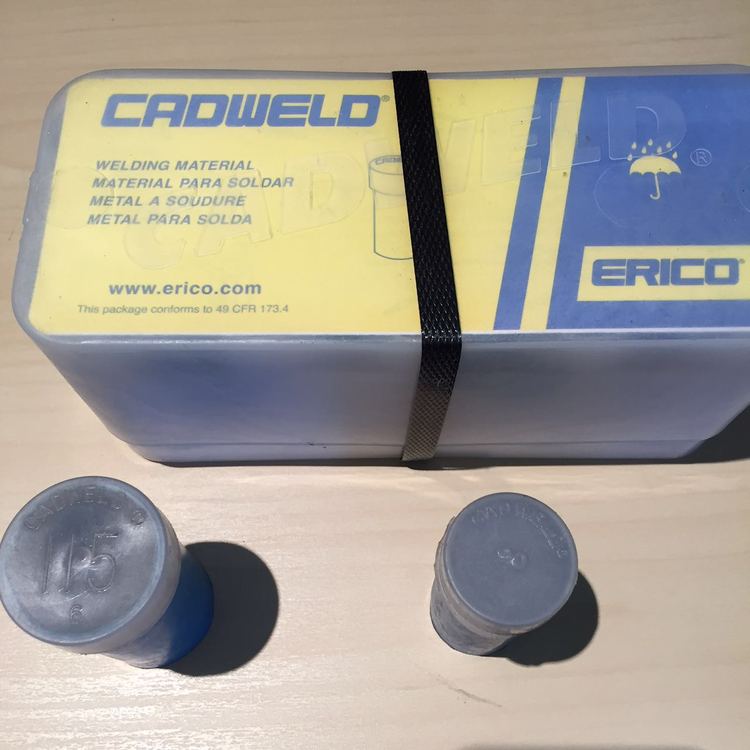 CADWELD®
WELDING MATERIAL
MATERIAL PARA SOLDAR
METAL A SOUDURE
METAL PARA SOLDA
www.erico.com
This package conforms to 49 CFR 173.4
CADWELD®
ERICO®
CADWELD ®
115